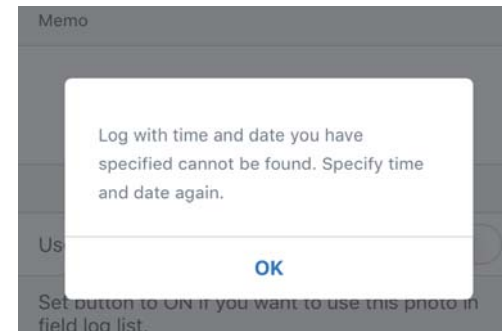 Memo
Log with time and date you have
specified cannot be found. Specify time
and date again.
Us
OK
Set button to ON if you want to use this photo in
field log list.